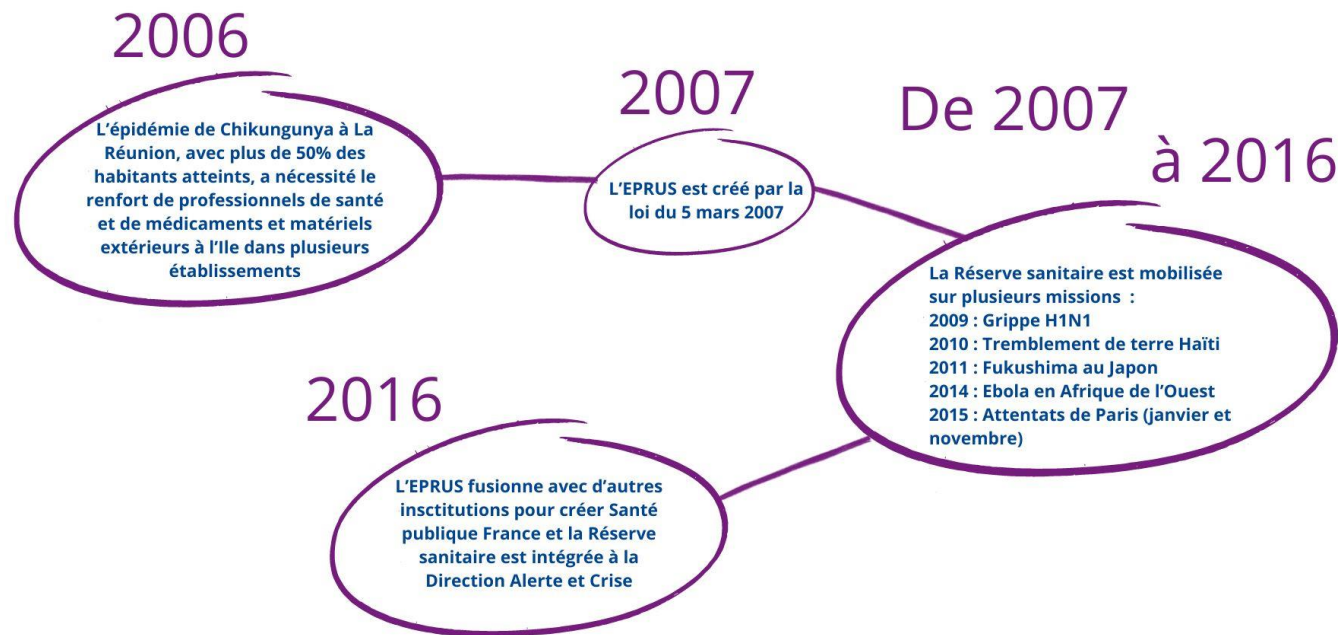 2006
L'épidémie de Chikungunya à La
Réunion, avec plus de 50% des
habitants atteints, a nécessité le
renfort de professionnels de santé
et de médicaments et matériels
extérieurs à l'Ile dans plusieurs
établissements
2007
L'EPRUS est créé par la
loi du 5 mars 2007
De 2007
à 2016
La Réserve sanitaire est mobilisée
sur plusieurs missions :
2009 : Grippe H1N1
2010 : Tremblement de terre Haïti
2011 : Fukushima au Japon
2014 : Ebola en Afrique de l'Ouest
2015 : Attentats de Paris (janvier et
novembre)
2016
L'EPRUS fusionne avec d'autres
insctitutions pour créer Santé
publique France et la Réserve
sanitaire est intégrée à la
Direction Alerte et Crise